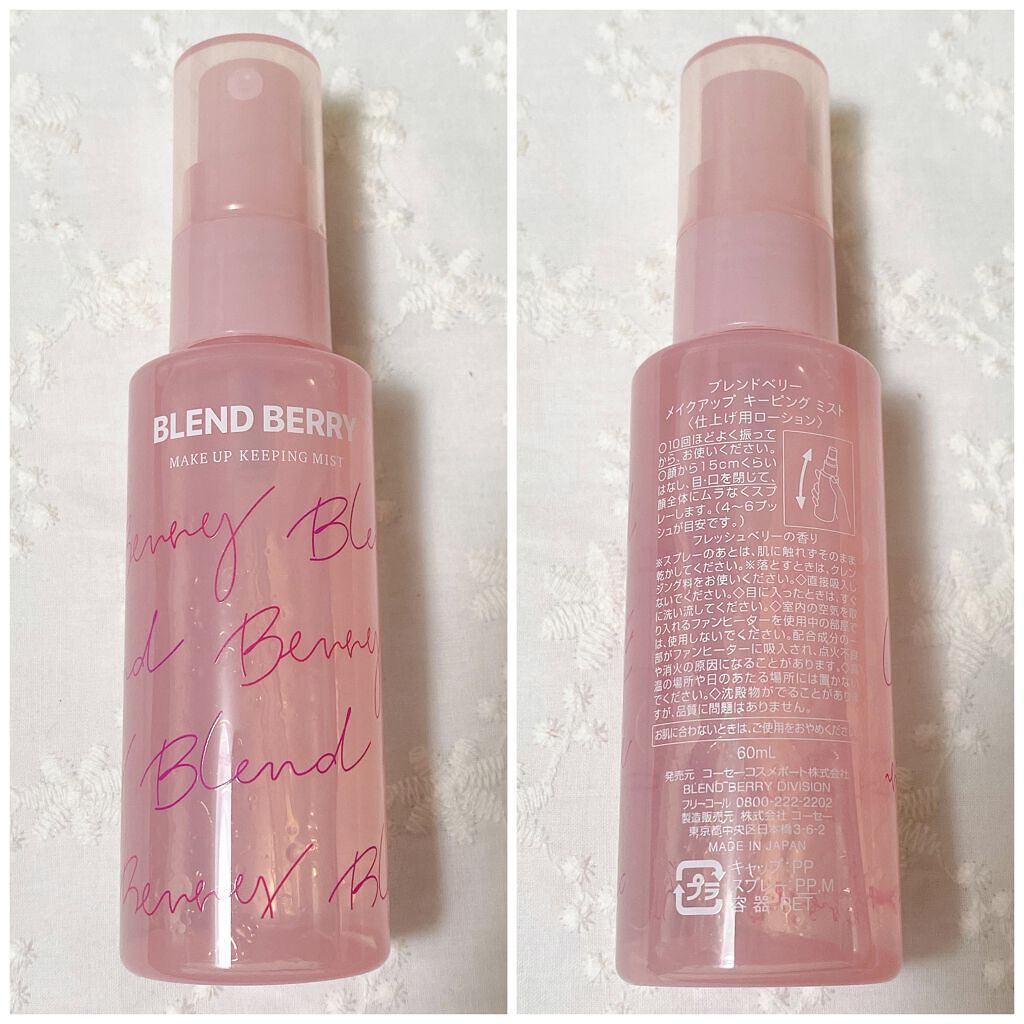 BLEND BERRY
MAKE UP KEEPING MIST
Berry Ble
d Berry
Blend
Berry Bl
ブレンドベリー
メイクアップ キーピング ミスト
〈仕上げ用ローション〉
○10回ほどよく振って
から、お使いください。
○顔から15cmくらい
はなし、目・口を閉じて、
顔全体にムラなくスプ
レーします。(4〜6プッ
シュが目安です。)
フレッシュベリーの香り
※スプレーのあとは、肌に触れずそのまま
乾かしてください。※落とすときは、クレン
ジング料をお使いください。◇直接吸入し
ないでください。◇目に入ったときは、すぐ
に洗い流してください。◇室内の空気を取
り入れるファンヒーターを使用中の部屋で
は、使用しないでください。配合成分の一
部がファンヒーターに吸入され、点火不良
や消火の原因になることがあります。◇高
温の場所や日のあたる場所には置かない
でください。◇沈殿物がでることがありま
すが、品質に問題はありません。
お肌に合わないときは、ご使用をおやめください
60mL
発売元 コーセーコスメポート株式会社
BLEND BERRY DIVISION
フリーコール 0800-222-2202
製造販売元 株式会社 コーセー
東京都中央区日本橋3-6-2
MADE IN JAPAN
プラ
キャップ:PP
スプレー:PP,M
容器:PET